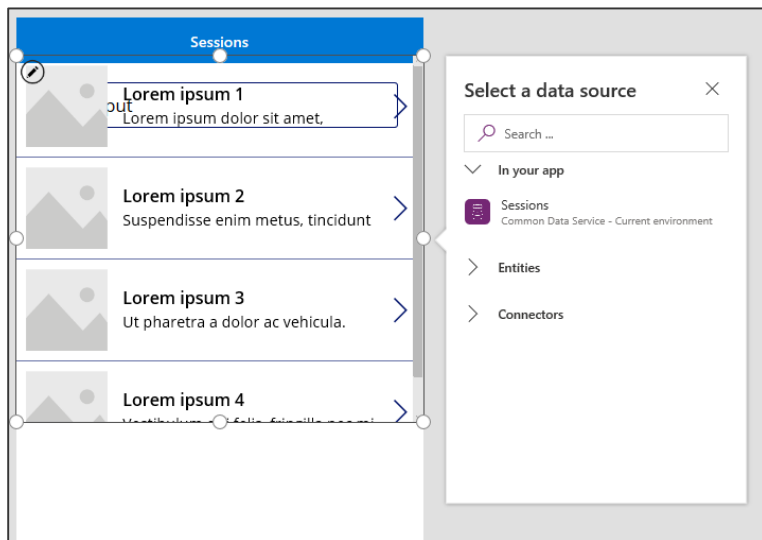 Sessions
Lorem ipsum 1
put
Lorem ipsum dolor sit amet,
Lorem ipsum 2
Suspendisse enim metus, tincidunt
Lorem ipsum 3
Ut pharetra a dolor ac vehicula.
Lorem ipsum 4
Select a data source
Search ...
In your app
Sessions
Common Data Service - Current environment
Entities
Connectors